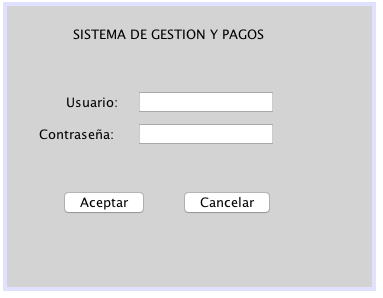 SISTEMA DE GESTION Y PAGOS
Usuario:
Contraseña:
Aceptar Cancelar